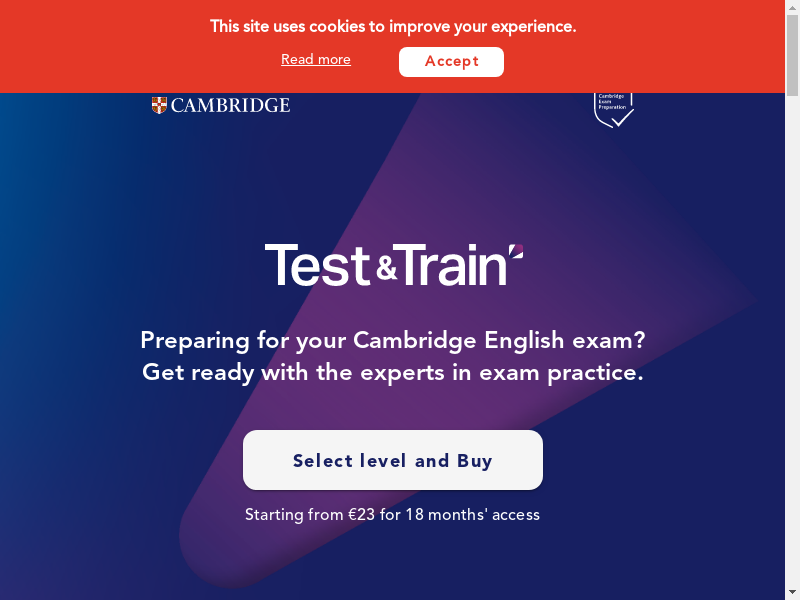 This site uses cookies to improve your experience.
Read more
Accept
CAMBRIDGE
Cambridge
Exam
Preparation
Test&Train
Preparing for your Cambridge English exam?
Get ready with the experts in exam practice.
Select level and Buy
Starting from €23 for 18 months' access